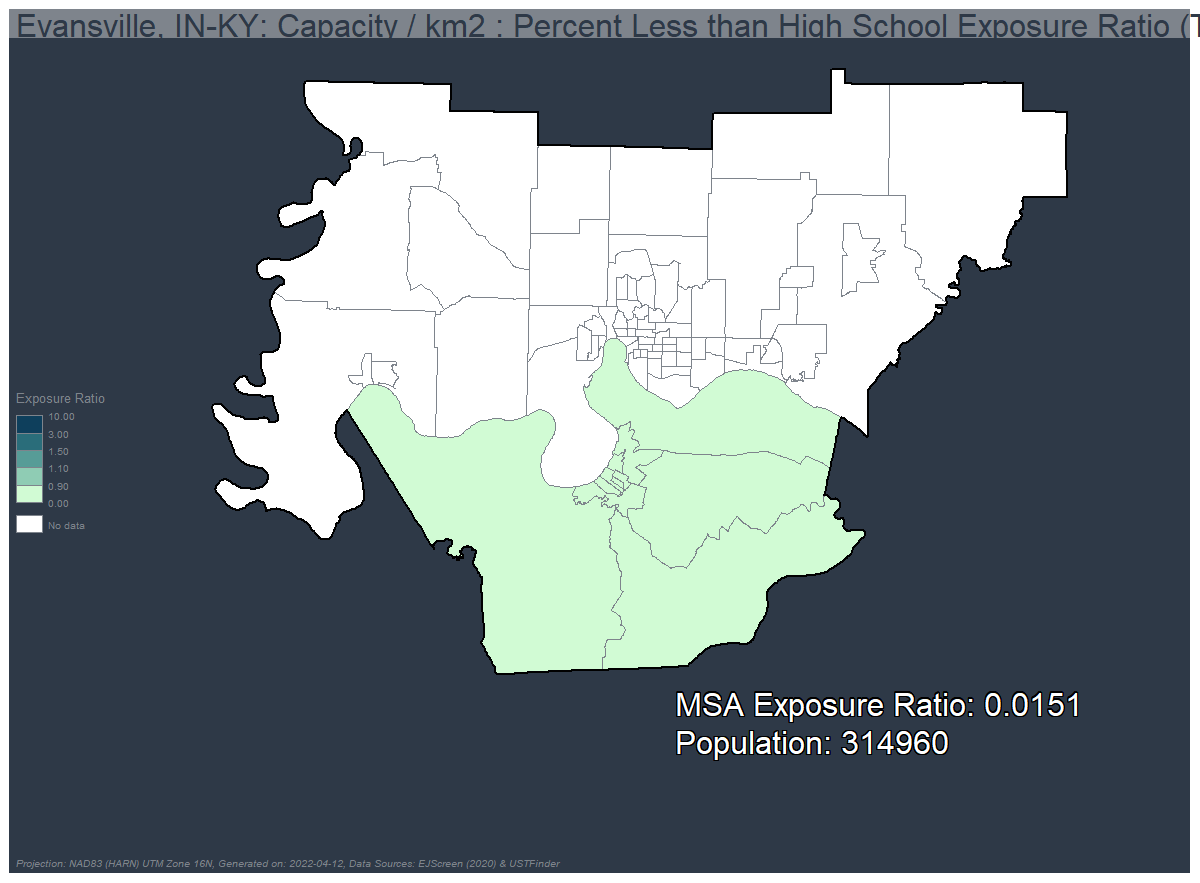 Evansville, IN-KY: Capacity / km2 : Percent Less than High School Exposure Ratio (T
Exposure Ratio
10.00
3.00
1.50
1.10
0.90
0.00
No data
MSA Exposure Ratio: 0.0151
Population: 314960
Projection: NAD83 (HARN) UTM Zone 16N, Generated on: 2022-04-12, Data Sources: EJScreen (2020) & USTFinder